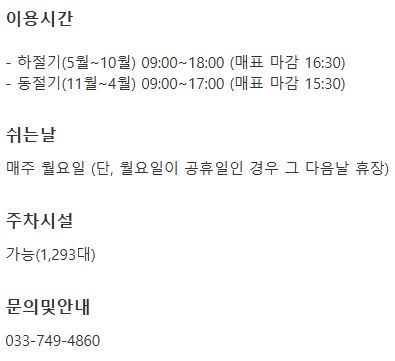 이용시간
- 하절기(5월~10월) 09:00~18:00 (매표 마감 16:30)
- 동절기(11월~4월) 09:00~17:00 (매표 마감 15:30)
쉬는날
매주 월요일 (단, 월요일이 공휴일인 경우 그 다음날 휴장)
주차시설
가능(1,293대)
문의및안내
033-749-4860